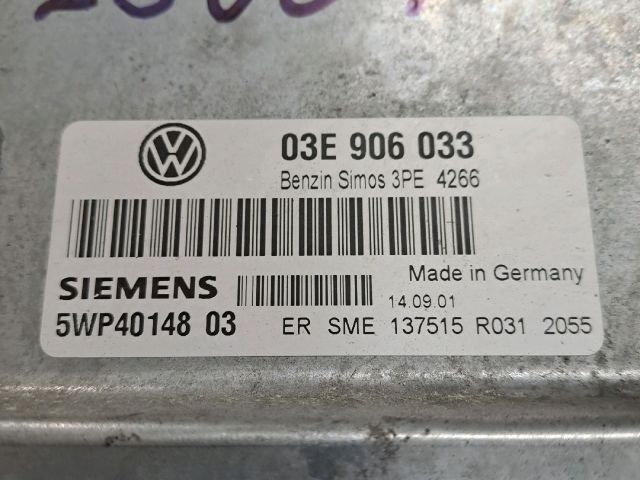 03E 906 033
Benzin Simos 3PE 4266
Made in Germany
SIEMENS
14.09.01
5WP40148 03 ER SME 137515 R031 2055